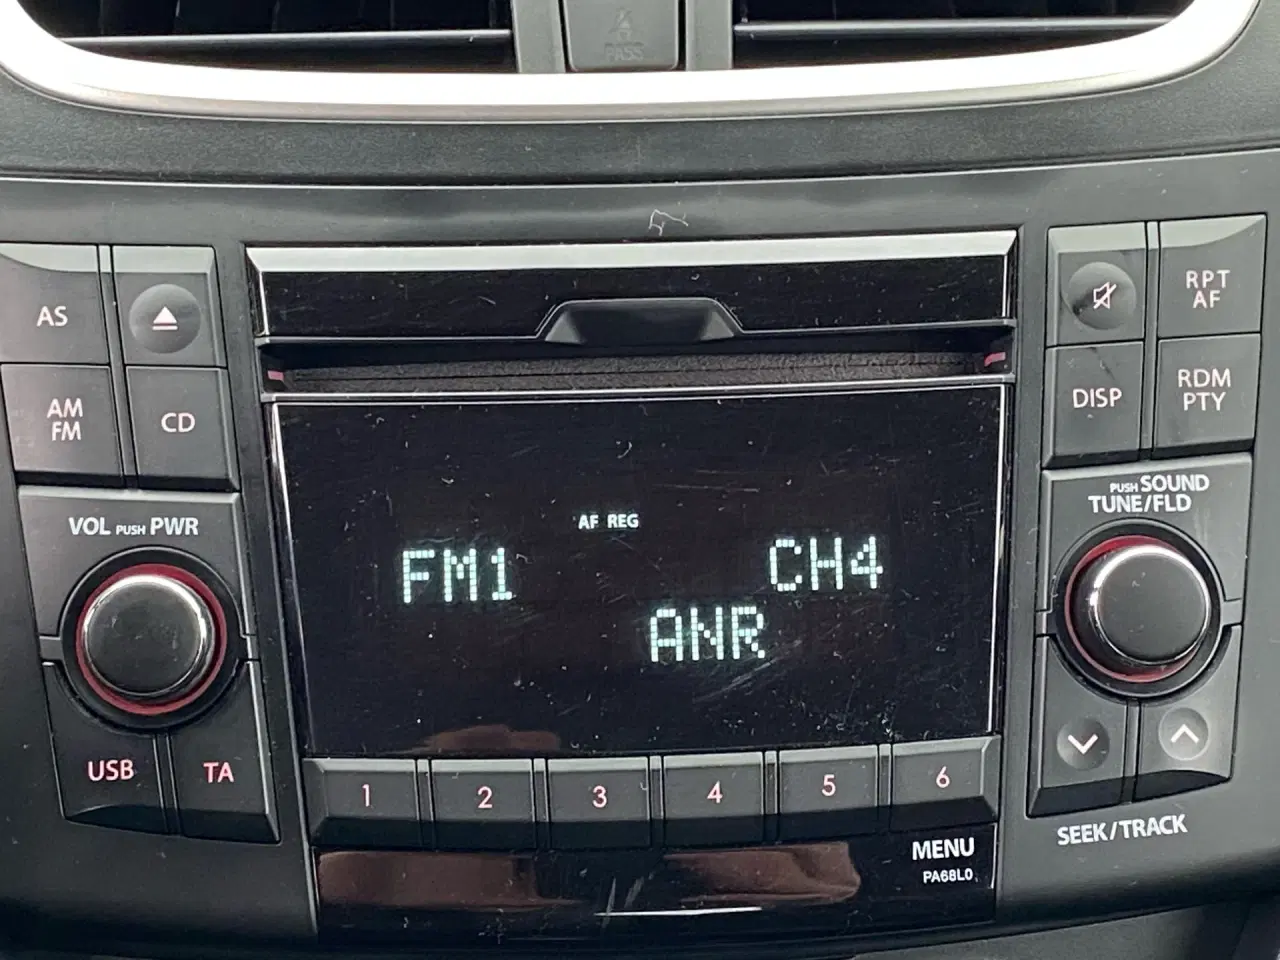 PASS
AS
RPT
AF
AM
FM
CD
DISP
RDM
PTY
VOL PUSH PWR
PUSH SOUND
TUNE/FLD
AF REG
FM1
CH4
ANR
USB
TA
1
2
3
4
5
6
SEEK/TRACK
MENU
PA68L0